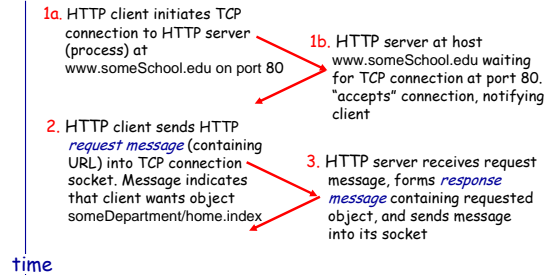 1a. HTTP client initiates TCP
connection to HTTP server
(process) at
www.someSchool.edu on port 80
1b. HTTP server at host
www.someSchool.edu waiting
for TCP connection at port 80.
“accepts” connection, notifying
client
2. HTTP client sends HTTP
request message (containing
URL) into TCP connection
socket. Message indicates
that client wants object
someDepartment/home.index
3. HTTP server receives request
message, forms response
message containing requested
object, and sends message
into its socket
time